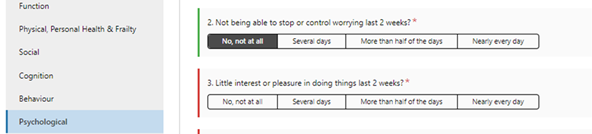 Function
Physical, Personal Health & Frailty
Social
Cognition
Behaviour
Psychological
2. Not being able to stop or control worrying last 2 weeks? *
No, not at all Several days More than half of the days Nearly every day
3. Little interest or pleasure in doing things last 2 weeks? *
No, not at all Several days More than half of the days Nearly every day